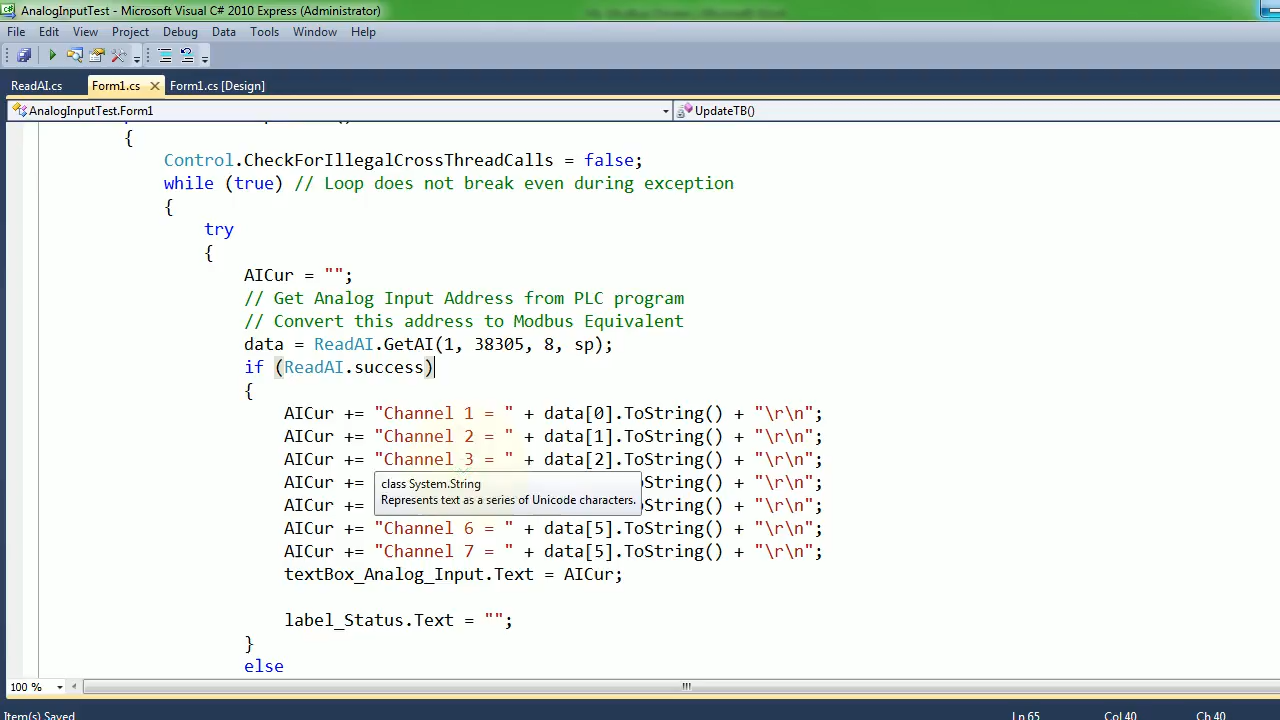 AnalogInputTest - Microsoft Visual C# 2010 Express (Administrator)
File Edit View Project Debug Data Tools Window Help
ReadAI.cs Form1.cs Form1.cs [Design]
AnalogInputTest.Form1 UpdateTB()
{
Control.CheckForIllegalCrossThreadCalls = false;
while (true) // Loop does not break even during exception
{
try
{
AICur = "";
// Get Analog Input Address from PLC program
// Convert this address to Modbus Equivalent
data = ReadAI.GetAI(1, 38305, 8, sp);
if (ReadAI.success)
{
AICur += "Channel 1 = " + data[0].ToString() + "\r\n";
AICur += "Channel 2 = " + data[1].ToString() + "\r\n";
AICur += "Channel 3 = " + data[2].ToString() + "\r\n";
AICur += .ToString() + "\r\n";
class System.String
Represents text as a series of Unicode characters.
AICur += .ToString() + "\r\n";
AICur += "Channel 6 = " + data[5].ToString() + "\r\n";
AICur += "Channel 7 = " + data[5].ToString() + "\r\n";
textBox_Analog_Input.Text = AICur;
label_Status.Text = "";
}
else
100 %
Item(s) Saved Ln 65 Col 40 Ch 40